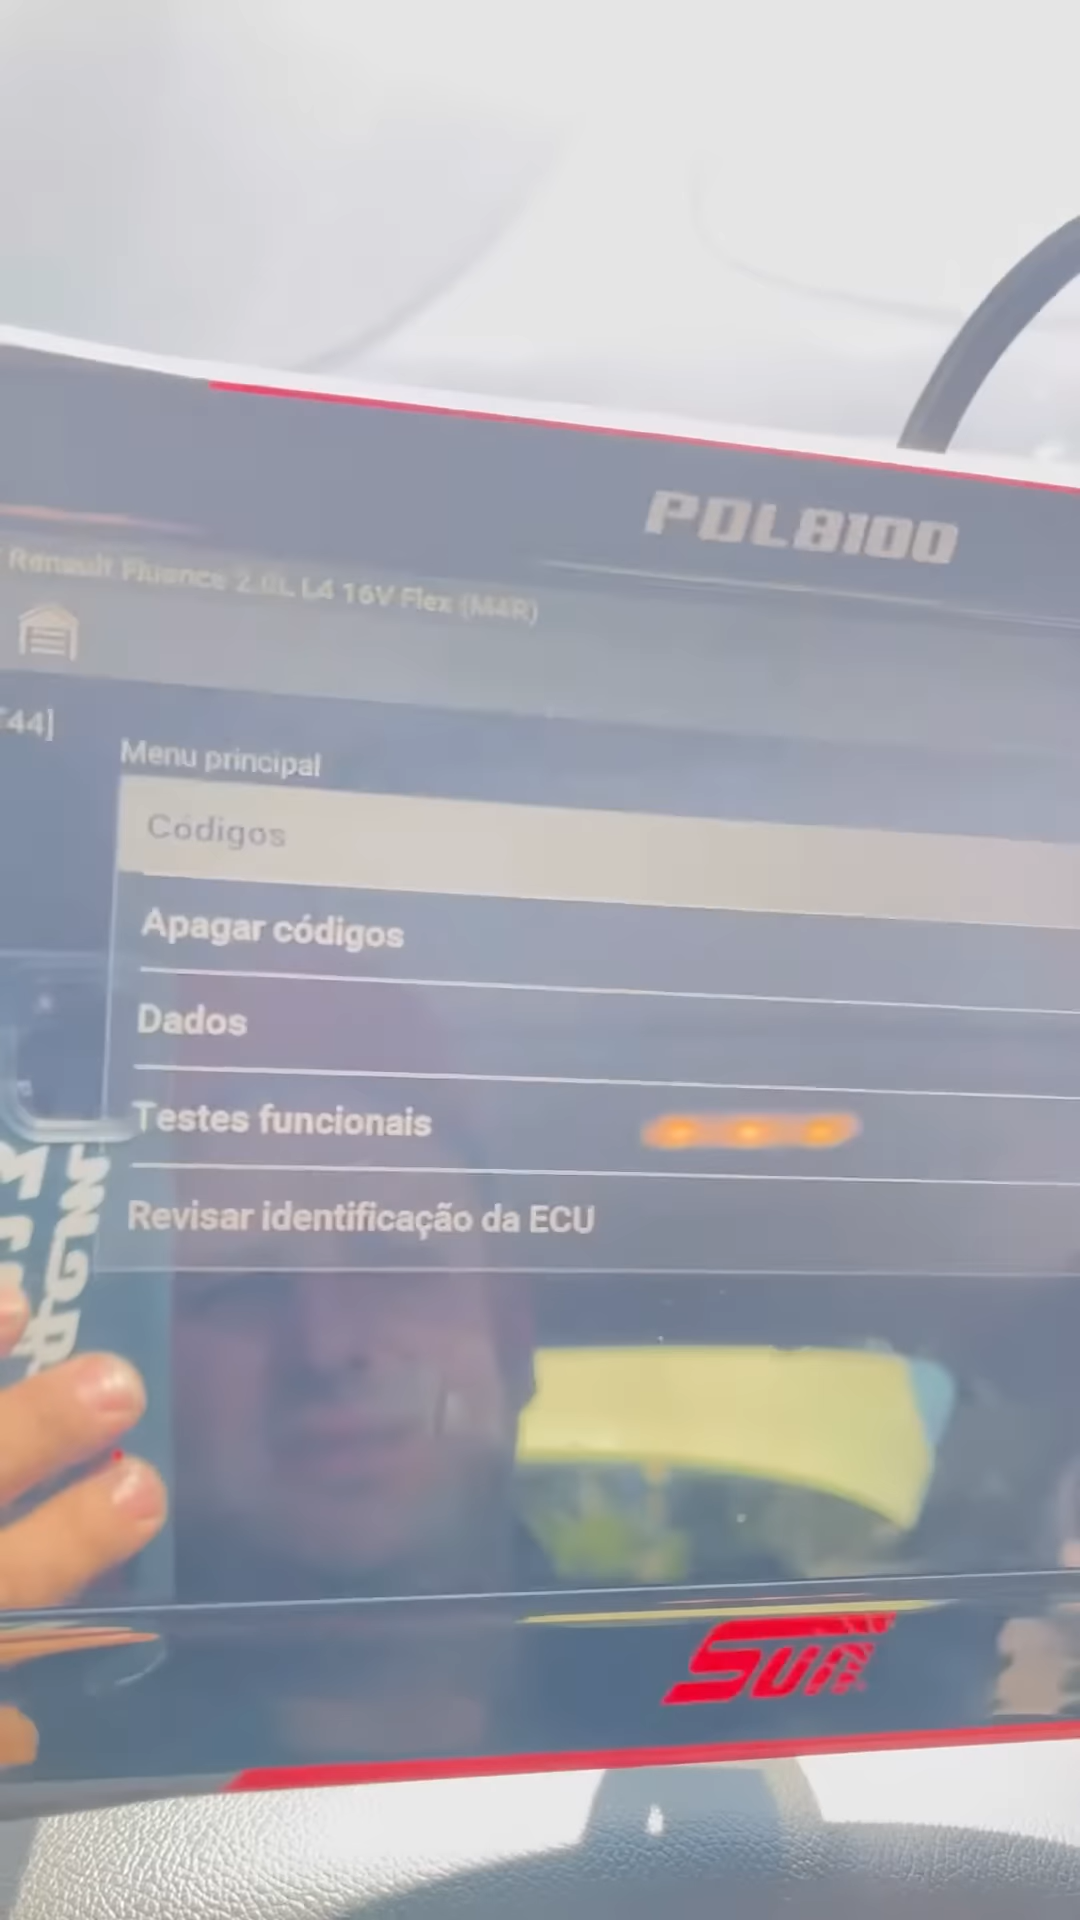 PDL8100
Renault Fluence 2.0L L4 16V Flex (M4R)
44]
Menu principal
Códigos
Apagar códigos
Dados
Testes funcionais
Revisar identificação da ECU
Sun